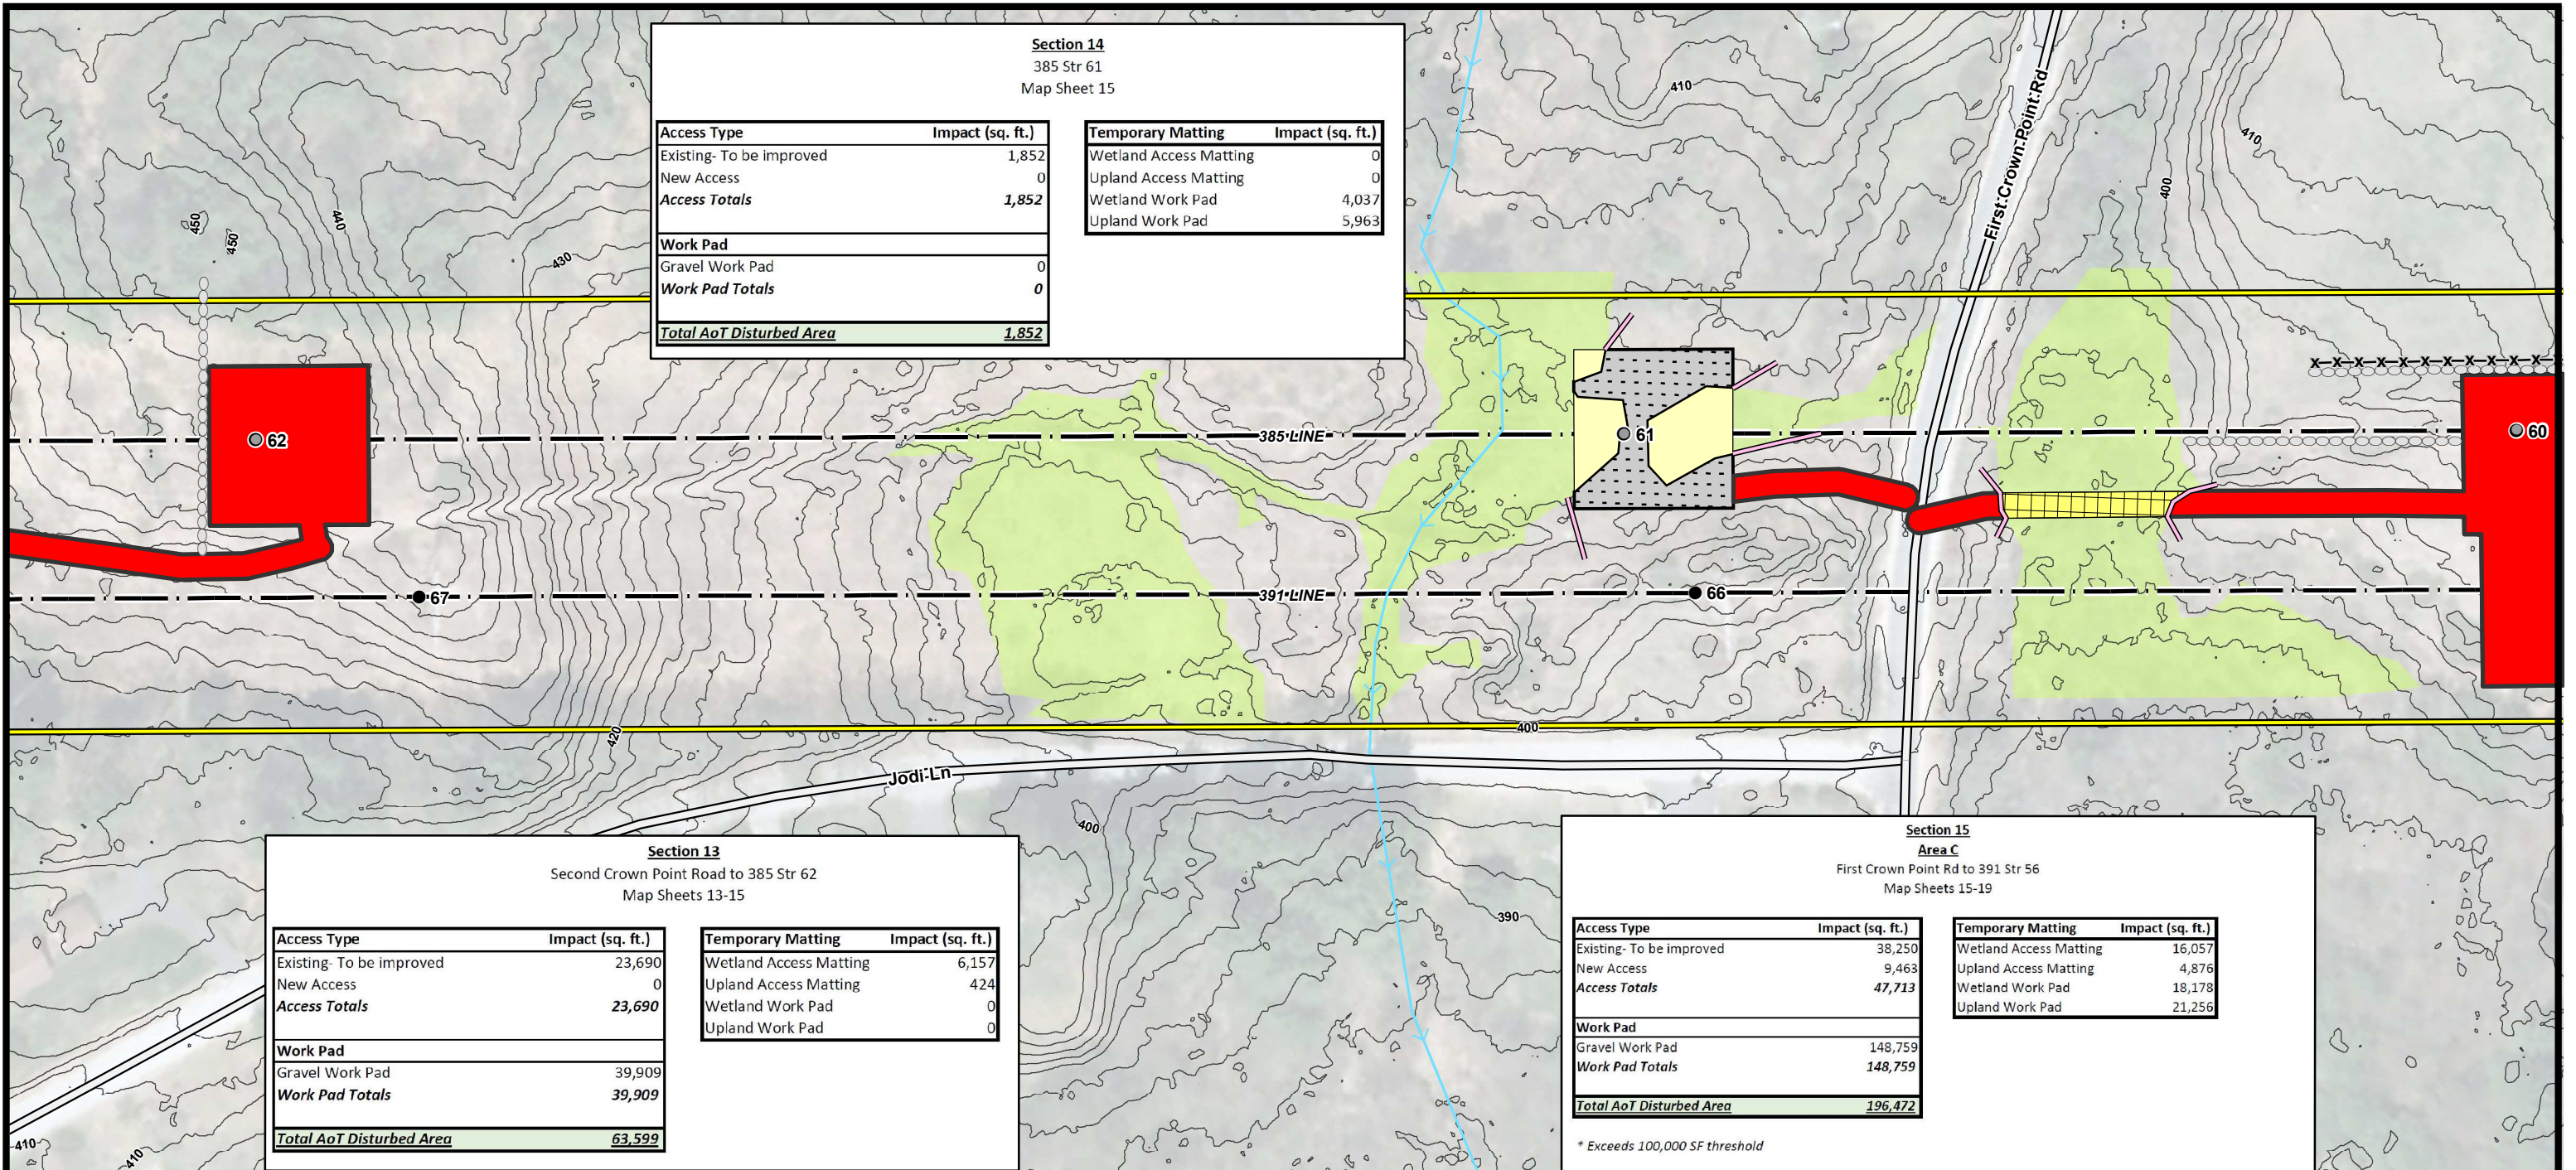 Section 14
385 Str 61
Map Sheet 15
Access Type Impact (sq. ft.)
Existing- To be improved 1,852
New Access 0
Access Totals 1,852
Work Pad
Gravel Work Pad 0
Work Pad Totals 0
Total AoT Disturbed Area 1,852
Temporary Matting Impact (sq. ft.)
Wetland Access Matting 0
Upland Access Matting 0
Wetland Work Pad 4,037
Upland Work Pad 5,963
410
First Crown Point Rd
410
400
450
450
440
430
X X X X X X X X X X X X
62
385 LINE
61
60
67
391 LINE
66
420
400
Jodi Ln
400
390
410
410
Section 13
Second Crown Point Road to 385 Str 62
Map Sheets 13-15
Access Type Impact (sq. ft.)
Existing- To be improved 23,690
New Access 0
Access Totals 23,690
Work Pad
Gravel Work Pad 39,909
Work Pad Totals 39,909
Total AoT Disturbed Area 63,599
Temporary Matting Impact (sq. ft.)
Wetland Access Matting 6,157
Upland Access Matting 424
Wetland Work Pad 0
Upland Work Pad 0
Section 15
Area C
First Crown Point Rd to 391 Str 56
Map Sheets 15-19
Access Type Impact (sq. ft.)
Existing- To be improved 38,250
New Access 9,463
Access Totals 47,713
Work Pad
Gravel Work Pad 148,759
Work Pad Totals 148,759
Total AoT Disturbed Area 196,472
* Exceeds 100,000 SF threshold
Temporary Matting Impact (sq. ft.)
Wetland Access Matting 16,057
Upland Access Matting 4,876
Wetland Work Pad 18,178
Upland Work Pad 21,256